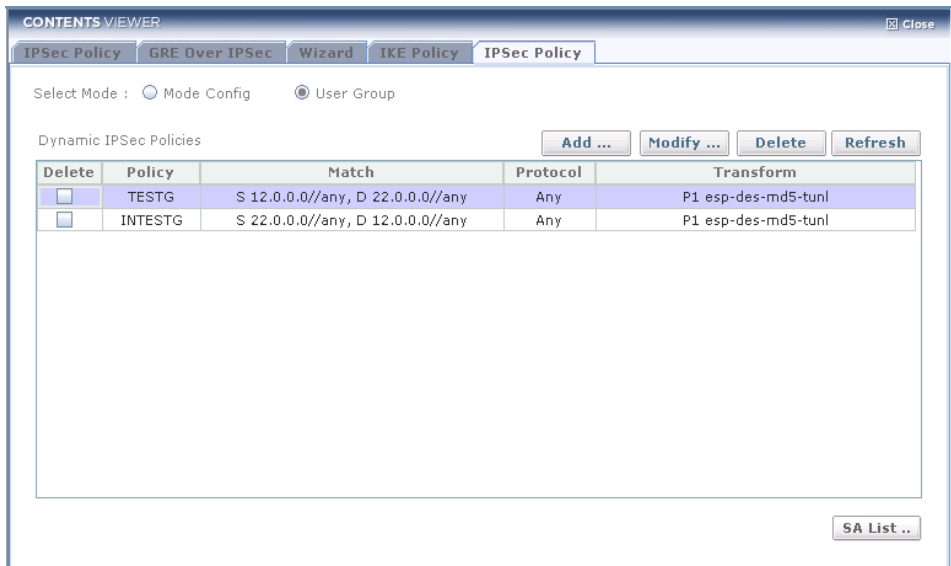 CONTENTS VIEWER Close
IPSec Policy GRE Over IPSec Wizard IKE Policy IPSec Policy
Select Mode : Mode Config User Group
Dynamic IPSec Policies Add ... Modify ... Delete Refresh
Delete Policy Match Protocol Transform
TESTG S 12.0.0.0//any, D 22.0.0.0//any Any P1 esp-des-md5-tunl
INTESTG S 22.0.0.0//any, D 12.0.0.0//any Any P1 esp-des-md5-tunl
SA List ..